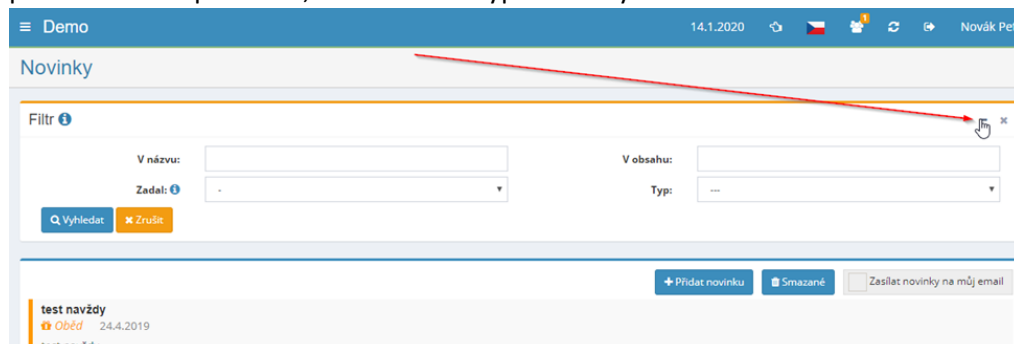 Demo 14.1.2020 1 Novák Pet
Novinky
Filtr
V názvu: V obsahu:
Zadal: - Typ: ---
Vyhledat Zrušit
Přidat novinku Smazané Zasílat novinky na můj email
test navždy
Oběd 24.4.2019